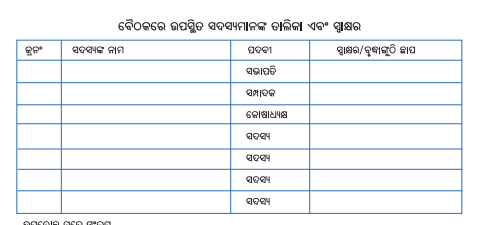 ବୈଠକରେ ଉପସ୍ଥିତ ସଦସ୍ୟମାନଙ୍କ ତାଲିକା ଏବଂ ସ୍ୱାକ୍ଷର
କ୍ରନଂ ସଦସ୍ୟଙ୍କ ନାମ ପଦବୀ ସ୍ୱାକ୍ଷର/ବୃଦ୍ଧାଙ୍ଗୁଠି ଛାପ
ସଭାପତି
ସମ୍ପାଦକ
କୋଷାଧ୍ୟକ୍ଷ
ସଦସ୍ୟ
ସଦସ୍ୟ
ସଦସ୍ୟ
ସଦସ୍ୟ